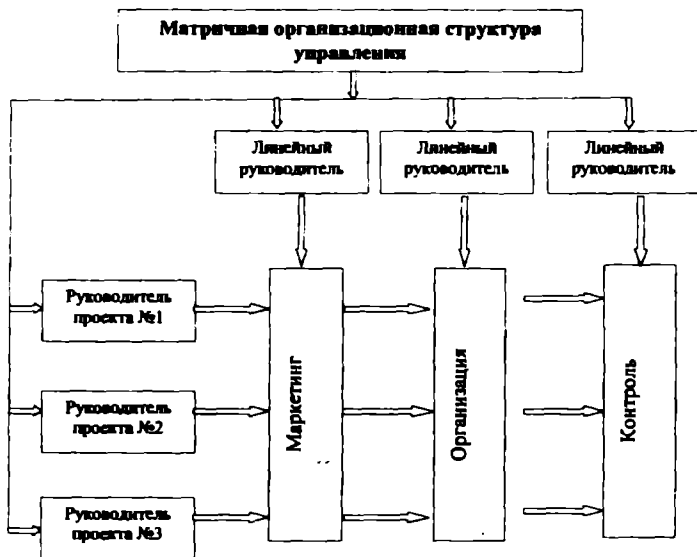 Матричная организационная структура
управления
Линейный
руководитель
Линейный
руководитель
Линейный
руководитель
Руководитель
проекта №1
Руководитель
проекта №2
Руководитель
проекта №3
Маркетинг
Организация
Контроль